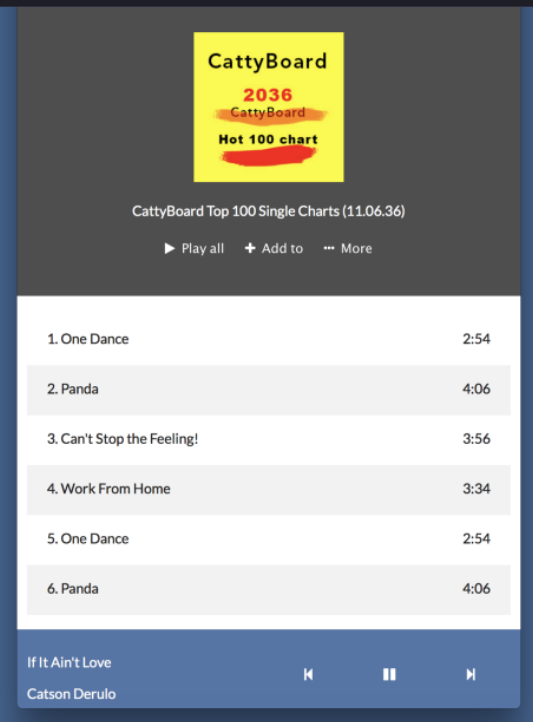 CattyBoard
2036
CattyBoard
Hot 100 chart
CattyBoard Top 100 Single Charts (11.06.36)
Play all Add to More
1. One Dance 2:54
2. Panda 4:06
3. Can't Stop the Feeling! 3:56
4. Work From Home 3:34
5. One Dance 2:54
6. Panda 4:06
If It Ain't Love
Catson Derulo